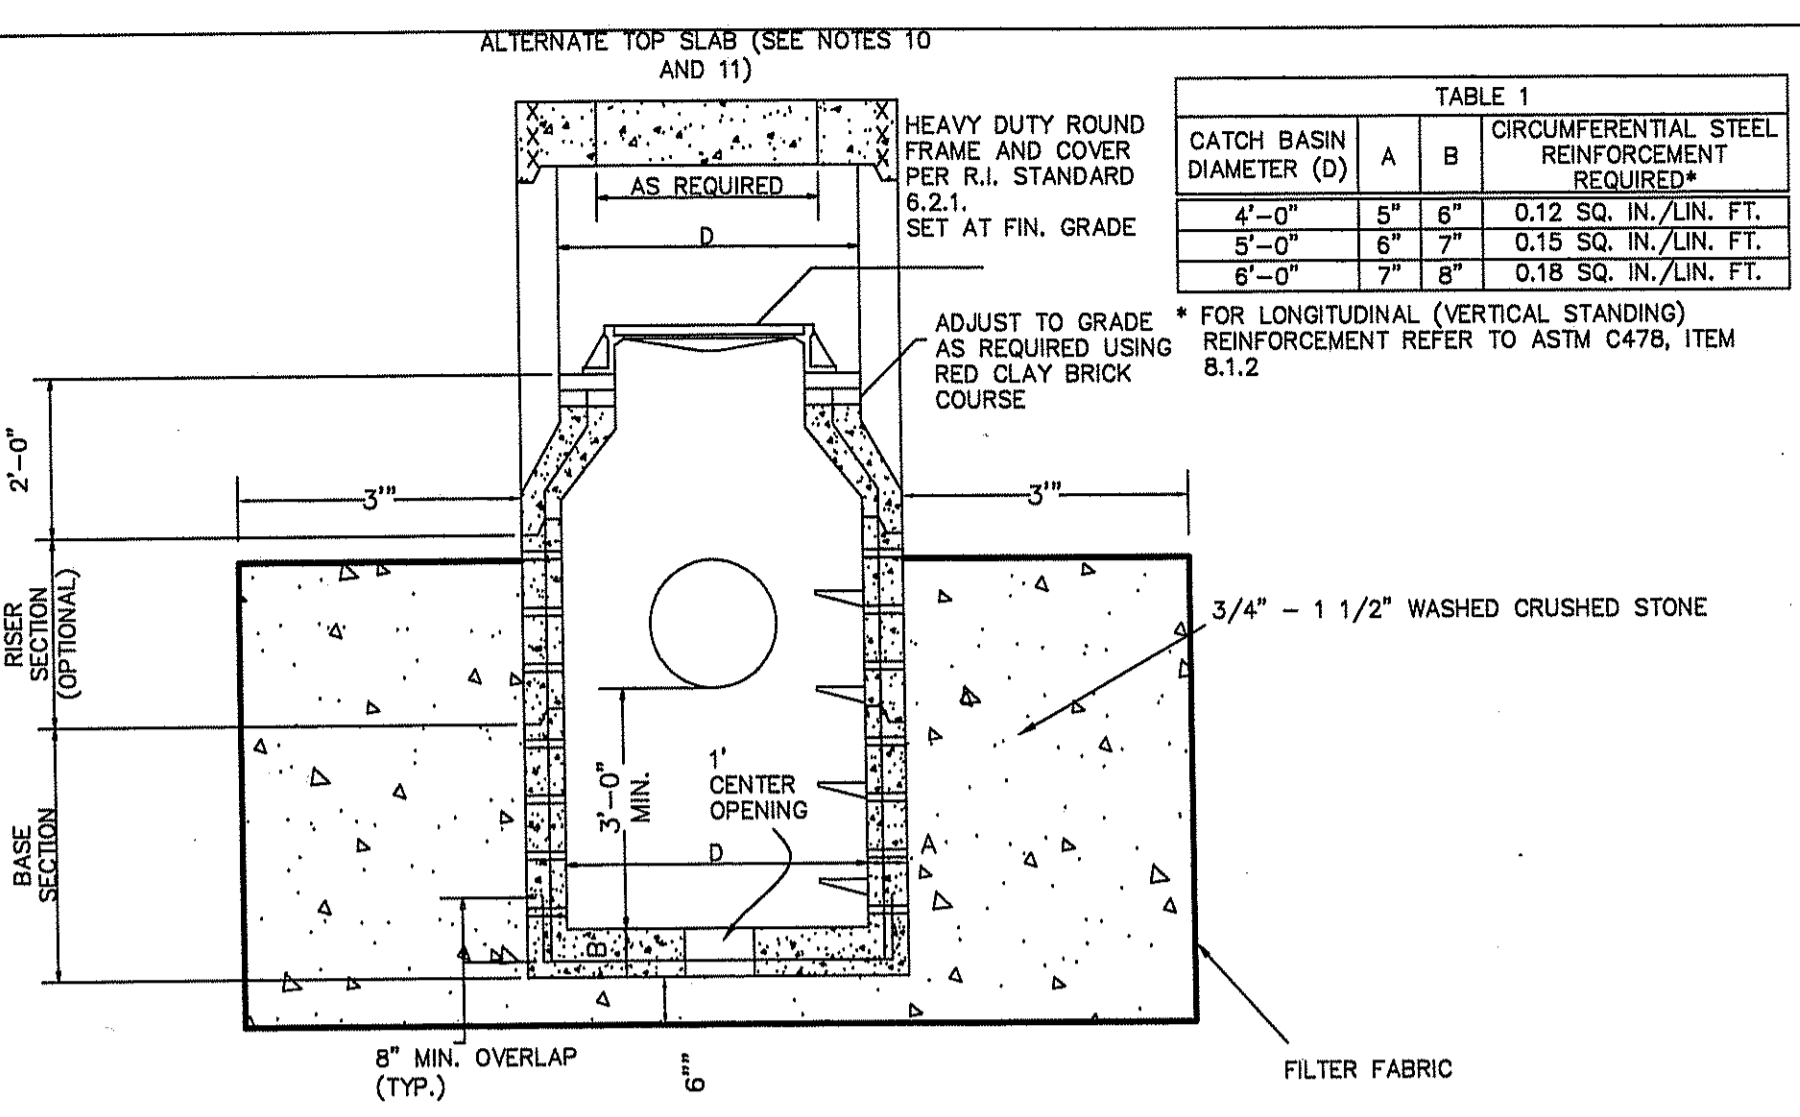 ALTERNATE TOP SLAB (SEE NOTES 10
AND 11)
HEAVY DUTY ROUND
FRAME AND COVER
PER R.I. STANDARD
6.2.1.
SET AT FIN. GRADE
AS REQUIRED
D
TABLE 1
CATCH BASIN
DIAMETER (D)
A
B
CIRCUMFERENTIAL STEEL
REINFORCEMENT
REQUIRED*
4'-0" 5" 6" 0.12 SQ. IN./LIN. FT.
5'-0" 6" 7" 0.15 SQ. IN./LIN. FT.
6'-0" 7" 8" 0.18 SQ. IN./LIN. FT.
* FOR LONGITUDINAL (VERTICAL STANDING)
REINFORCEMENT REFER TO ASTM C478, ITEM
8.1.2
ADJUST TO GRADE
AS REQUIRED USING
RED CLAY BRICK
COURSE
2'-0"
3'"
3'"
RISER
SECTION
(OPTIONAL)
3/4" - 1 1/2" WASHED CRUSHED STONE
3'-0"
MIN.
1'
CENTER
OPENING
D
A
BASE
SECTION
B
8" MIN. OVERLAP
(TYP.)
6""
FILTER FABRIC